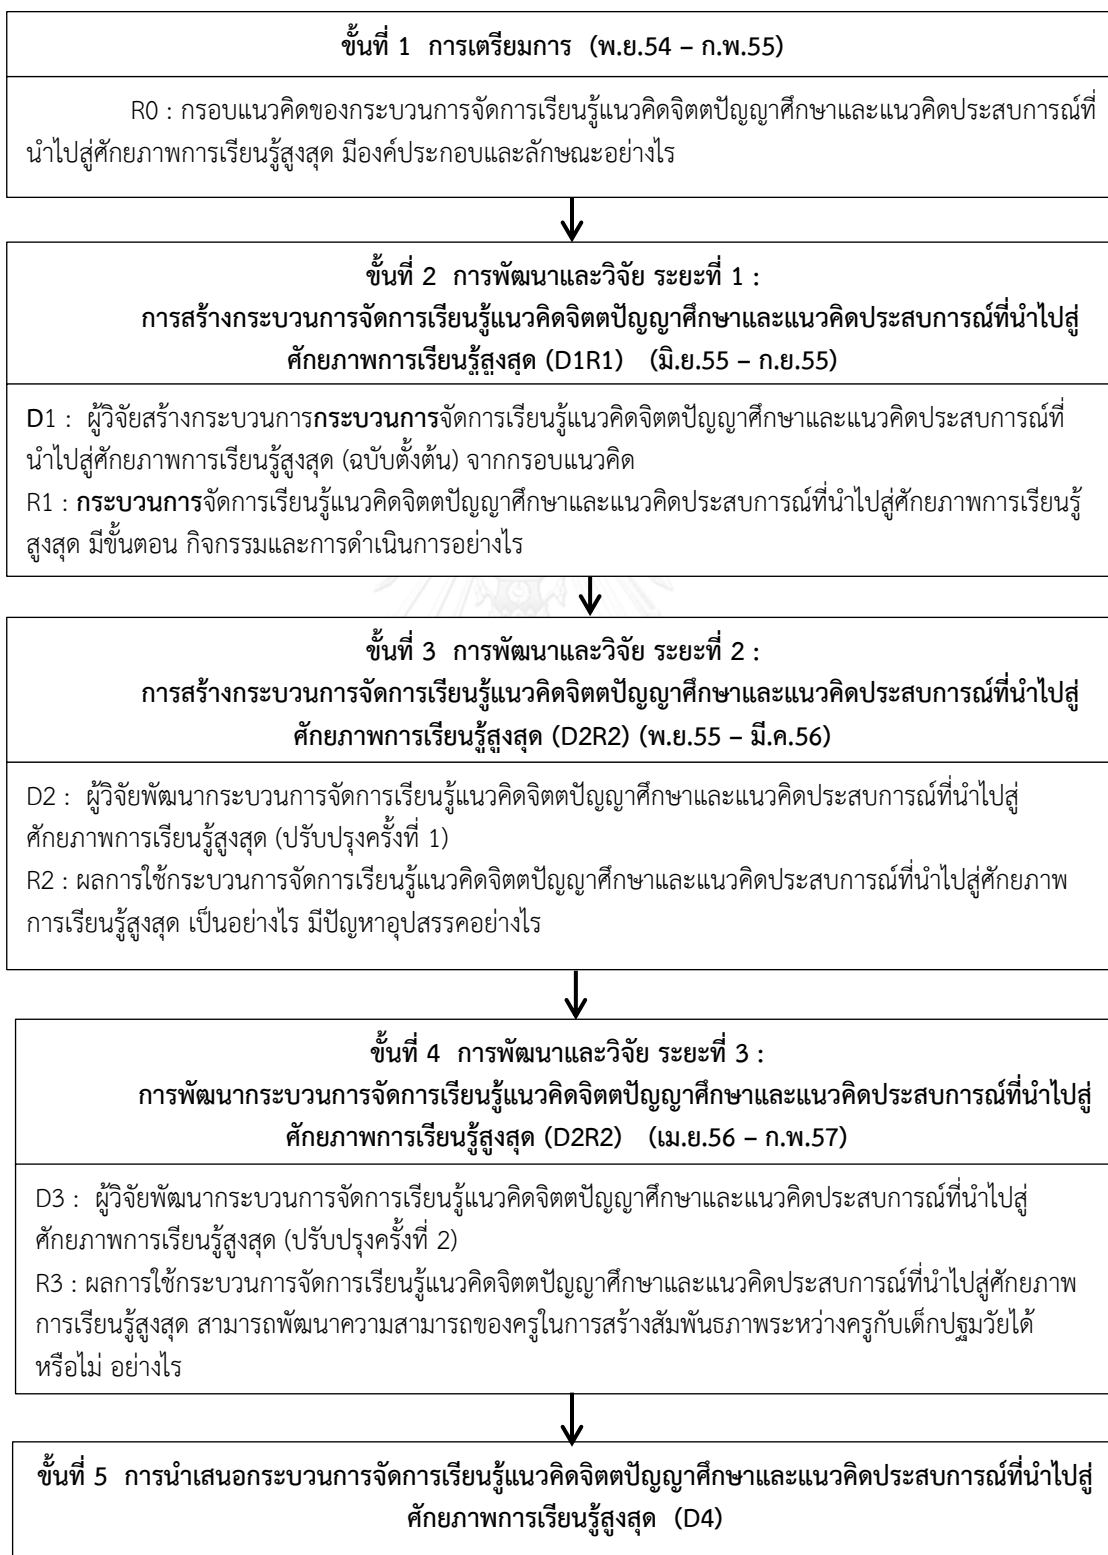 ขั้นที่ 1 การเตรียมการ (พ.ย.54 – ก.พ.55)
R0 : กรอบแนวคิดของกระบวนการจัดการเรียนรู้แนวคิดจิตตปัญญาศึกษาและแนวคิดประสบการณ์ที่
นำไปสู่ศักยภาพการเรียนรู้สูงสุด มีองค์ประกอบและลักษณะอย่างไร
ขั้นที่ 2 การพัฒนาและวิจัย ระยะที่ 1 :
การสร้างกระบวนการจัดการเรียนรู้แนวคิดจิตตปัญญาศึกษาและแนวคิดประสบการณ์ที่นำไปสู่
ศักยภาพการเรียนรู้สูงสุด (D1R1) (มิ.ย.55 – ก.ย.55)
D1 : ผู้วิจัยสร้างกระบวนการกระบวนการจัดการเรียนรู้แนวคิดจิตตปัญญาศึกษาและแนวคิดประสบการณ์ที่
นำไปสู่ศักยภาพการเรียนรู้สูงสุด (ฉบับตั้งต้น) จากกรอบแนวคิด
R1 : กระบวนการจัดการเรียนรู้แนวคิดจิตตปัญญาศึกษาและแนวคิดประสบการณ์ที่นำไปสู่ศักยภาพการเรียนรู้
สูงสุด มีขั้นตอน กิจกรรมและการดำเนินการอย่างไร
ขั้นที่ 3 การพัฒนาและวิจัย ระยะที่ 2 :
การสร้างกระบวนการจัดการเรียนรู้แนวคิดจิตตปัญญาศึกษาและแนวคิดประสบการณ์ที่นำไปสู่
ศักยภาพการเรียนรู้สูงสุด (D2R2) (พ.ย.55 – มี.ค.56)
D2 : ผู้วิจัยพัฒนากระบวนการจัดการเรียนรู้แนวคิดจิตตปัญญาศึกษาและแนวคิดประสบการณ์ที่นำไปสู่
ศักยภาพการเรียนรู้สูงสุด (ปรับปรุงครั้งที่ 1)
R2 : ผลการใช้กระบวนการจัดการเรียนรู้แนวคิดจิตตปัญญาศึกษาและแนวคิดประสบการณ์ที่นำไปสู่ศักยภาพ
การเรียนรู้สูงสุด เป็นอย่างไร มีปัญหาอุปสรรคอย่างไร
ขั้นที่ 4 การพัฒนาและวิจัย ระยะที่ 3 :
การพัฒนากระบวนการจัดการเรียนรู้แนวคิดจิตตปัญญาศึกษาและแนวคิดประสบการณ์ที่นำไปสู่
ศักยภาพการเรียนรู้สูงสุด (D2R2) (เม.ย.56 – ก.พ.57)
D3 : ผู้วิจัยพัฒนากระบวนการจัดการเรียนรู้แนวคิดจิตตปัญญาศึกษาและแนวคิดประสบการณ์ที่นำไปสู่
ศักยภาพการเรียนรู้สูงสุด (ปรับปรุงครั้งที่ 2)
R3 : ผลการใช้กระบวนการจัดการเรียนรู้แนวคิดจิตตปัญญาศึกษาและแนวคิดประสบการณ์ที่นำไปสู่ศักยภาพ
การเรียนรู้สูงสุด สามารถพัฒนาความสามารถของครูในการสร้างสัมพันธภาพระหว่างครูกับเด็กปฐมวัยได้
หรือไม่ อย่างไร
ขั้นที่ 5 การนำเสนอกระบวนการจัดการเรียนรู้แนวคิดจิตตปัญญาศึกษาและแนวคิดประสบการณ์ที่นำไปสู่
ศักยภาพการเรียนรู้สูงสุด (D4)